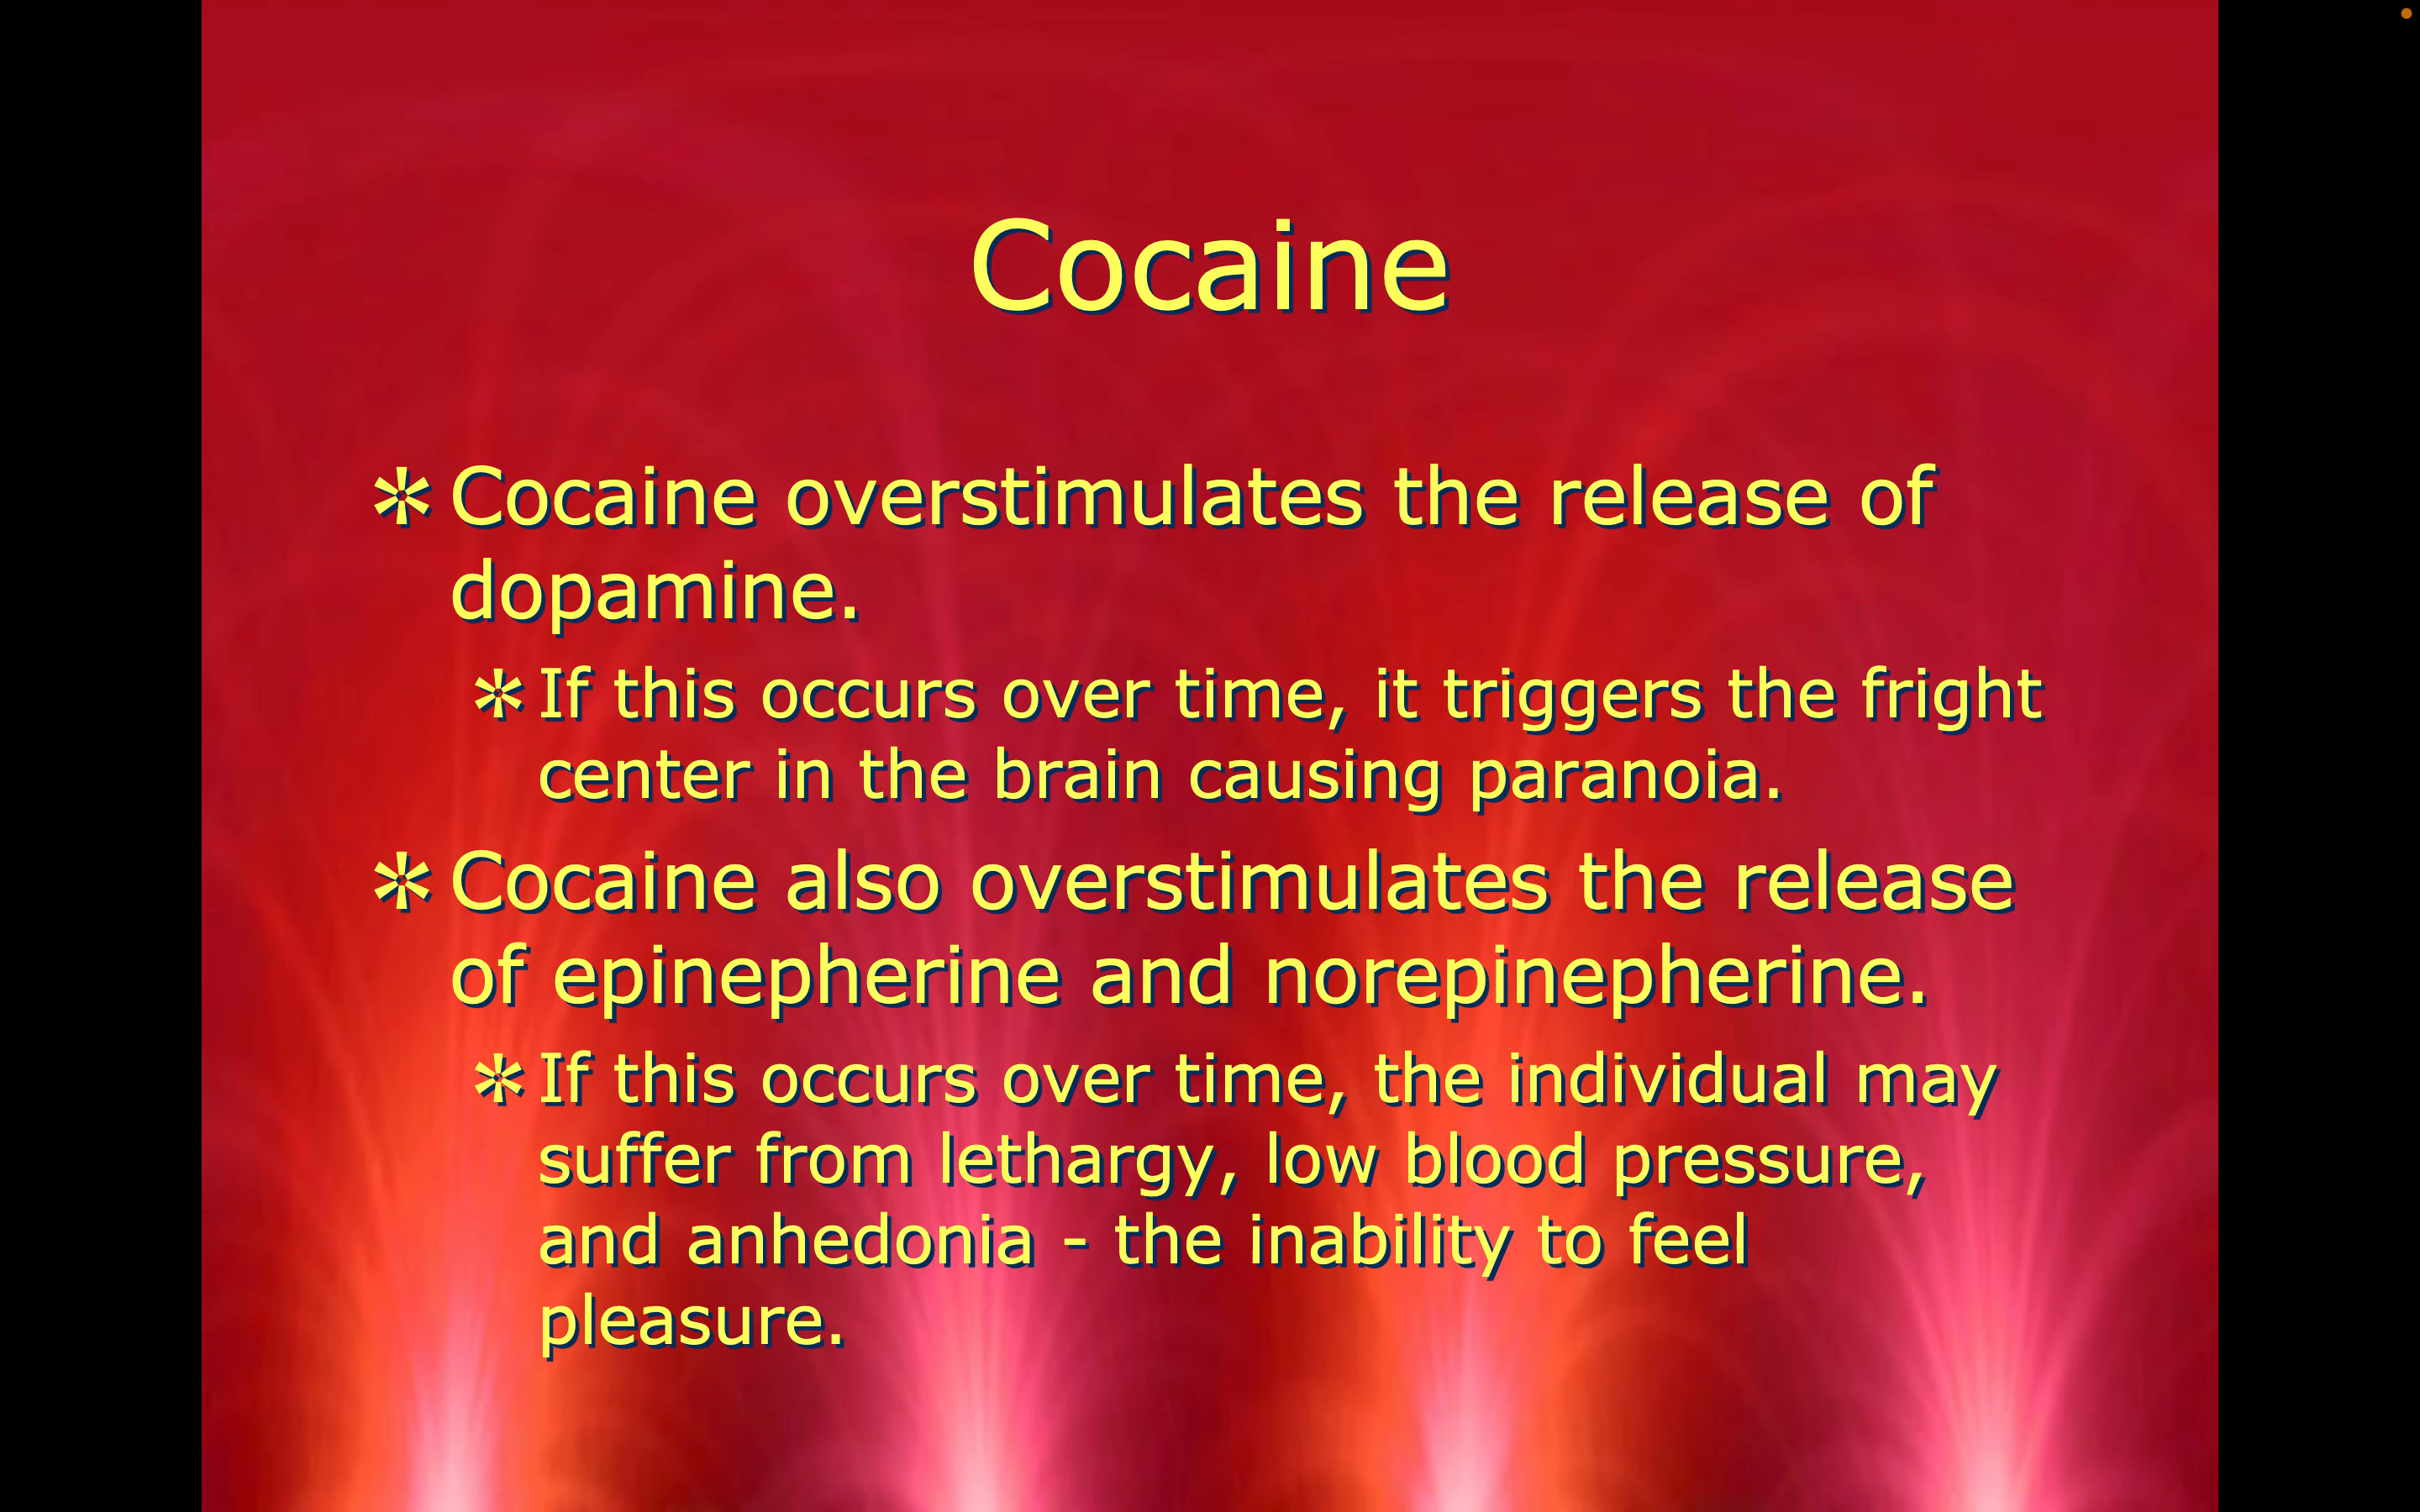 Cocaine
* Cocaine overstimulates the release of
dopamine.
* If this occurs over time, it triggers the fright
center in the brain causing paranoia.
* Cocaine also overstimulates the release
of epinepherine and norepinepherine.
* If this occurs over time, the individual may
suffer from lethargy, low blood pressure,
and anhedonia - the inability to feel
pleasure.